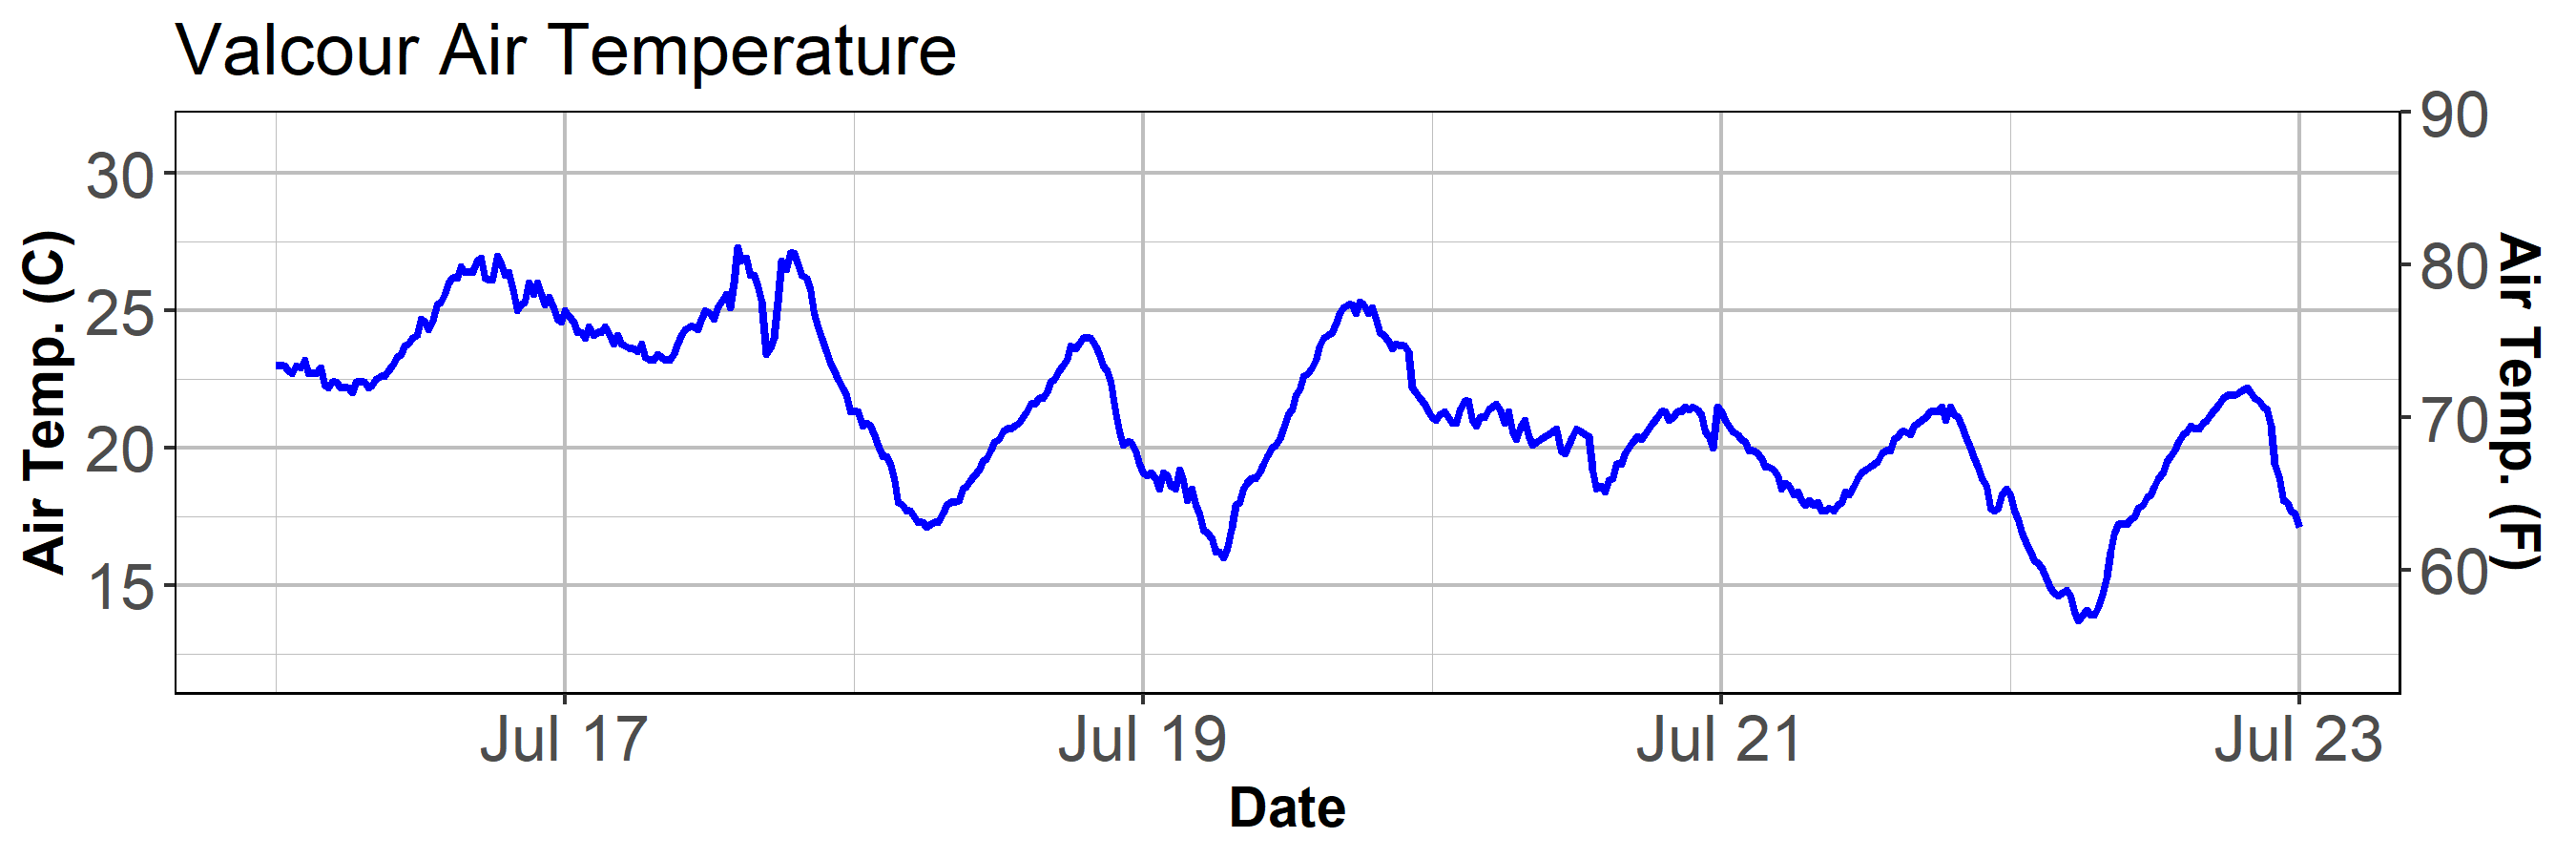 Valcour Air Temperature
90
30
80
25
70
20
60
15
Air Temp. (C)
Air Temp. (F)
Jul 17 Jul 19 Jul 21 Jul 23
Date